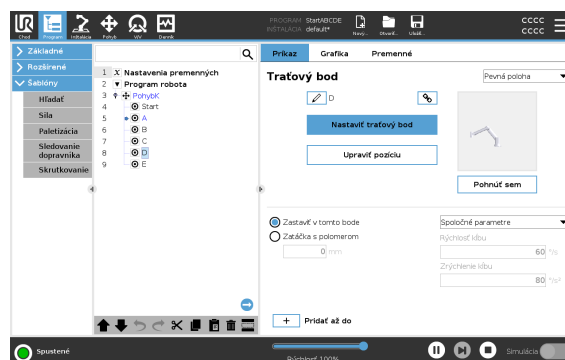 Chod Program Inštalácia Pohyb V/V Denník
PROGRAM StartABCDE
INŠTALÁCIA default*
Nový... Otvoriť... Uložiť...
CCCC
CCCC
Základné
Rozšírené
Šablóny
Hľadať
Sila
Paletizácia
Sledovanie
dopravníka
Skrutkovanie
1 X Nastavenia premenných
2 Program robota
3 PohybK
4 Start
5 A
6 B
7 C
8 D
9 E
Príkaz Grafika Premenné
Traťový bod
Pevná poloha
D
Nastaviť traťový bod
Upraviť pozíciu
Pohnúť sem
Zastaviť v tomto bode
Zatáčka s polomerom
0 mm
Spoločné parametre
Rýchlosť kĺbu
60 °/s
Zrýchlenie kĺbu
80 °/s²
+ Pridať až do
Spustené
Rýchlosť 100%
Simulácia